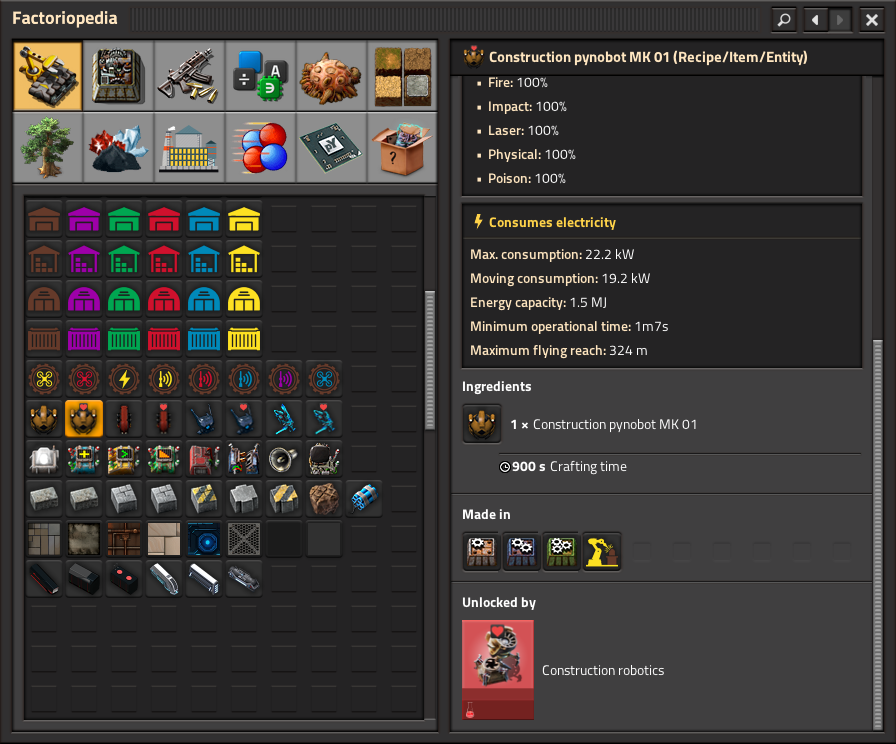 Factoriopedia
Construction pynobot MK 01 (Recipe/Item/Entity)
Fire: 100%
Impact: 100%
Laser: 100%
Physical: 100%
Poison: 100%
Consumes electricity
Max. consumption: 22.2 kW
Moving consumption: 19.2 kW
Energy capacity: 1.5 MJ
Minimum operational time: 1m7s
Maximum flying reach: 324 m
Ingredients
1 × Construction pynobot MK 01
900 s Crafting time
Made in
Unlocked by
Construction robotics